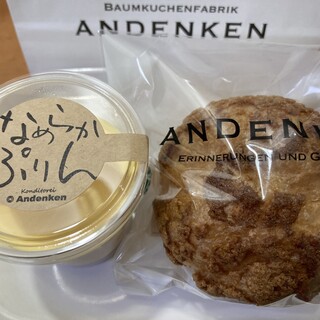 BAUMKUCHENFABRIK
ANDENKEN
なめらか
ぷりん
Konditorei
Andenken
ANDEN
ERINNERUNGEN UND G